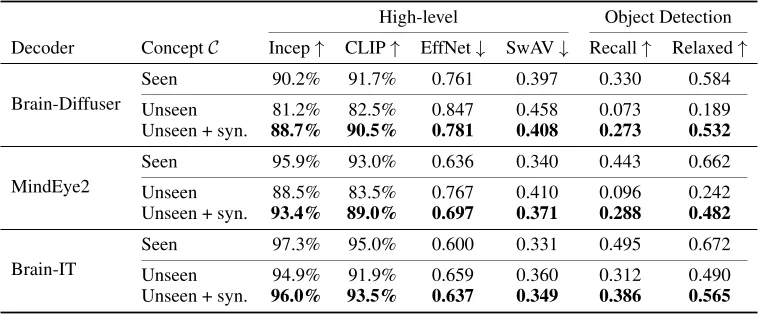 High-level Object Detection
Decoder Concept C Incep ↑ CLIP ↑ EffNet ↓ SwAV ↓ Recall ↑ Relaxed ↑
Seen 90.2% 91.7% 0.761 0.397 0.330 0.584
Brain-Diffuser
Unseen 81.2% 82.5% 0.847 0.458 0.073 0.189
Unseen + syn. 88.7% 90.5% 0.781 0.408 0.273 0.532
Seen 95.9% 93.0% 0.636 0.340 0.443 0.662
MindEye2
Unseen 88.5% 83.5% 0.767 0.410 0.096 0.242
Unseen + syn. 93.4% 89.0% 0.697 0.371 0.288 0.482
Seen 97.3% 95.0% 0.600 0.331 0.495 0.672
Brain-IT
Unseen 94.9% 91.9% 0.659 0.360 0.312 0.490
Unseen + syn. 96.0% 93.5% 0.637 0.349 0.386 0.565